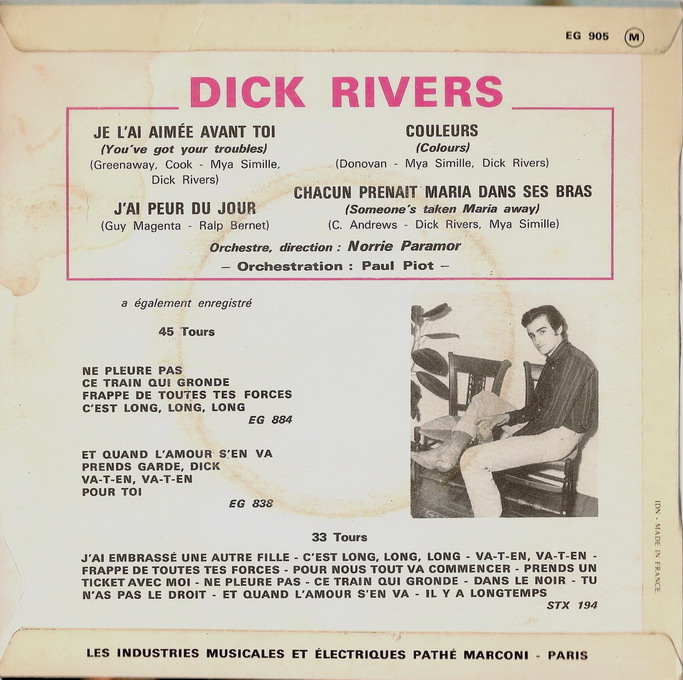 EG 905 M
DICK RIVERS
JE L'AI AIMÉE AVANT TOI
(You've got your troubles)
(Greenaway, Cook - Mya Simille,
Dick Rivers)
J'AI PEUR DU JOUR
(Guy Magenta - Ralp Bernet)
COULEURS
(Colours)
(Donovan - Mya Simille, Dick Rivers)
CHACUN PRENAIT MARIA DANS SES BRAS
(Someone's taken Maria away)
(C. Andrews - Dick Rivers, Mya Simille)
Orchestre, direction : Norrie Paramor
– Orchestration : Paul Piot –
a également enregistré
45 Tours
NE PLEURE PAS
CE TRAIN QUI GRONDE
FRAPPE DE TOUTES TES FORCES
C'EST LONG, LONG, LONG
EG 884
ET QUAND L'AMOUR S'EN VA
PRENDS GARDE, DICK
VA-T-EN, VA-T-EN
POUR TOI
EG 838
33 Tours
J'AI EMBRASSÉ UNE AUTRE FILLE - C'EST LONG, LONG, LONG - VA-T-EN, VA-T-EN -
FRAPPE DE TOUTES TES FORCES - POUR NOUS TOUT VA COMMENCER - PRENDS UN
TICKET AVEC MOI - NE PLEURE PAS - CE TRAIN QUI GRONDE - DANS LE NOIR - TU
N'AS PAS LE DROIT - ET QUAND L'AMOUR S'EN VA - IL Y A LONGTEMPS
STX 194
IDN - MADE IN FRANCE
LES INDUSTRIES MUSICALES ET ÉLECTRIQUES PATHÉ MARCONI - PARIS